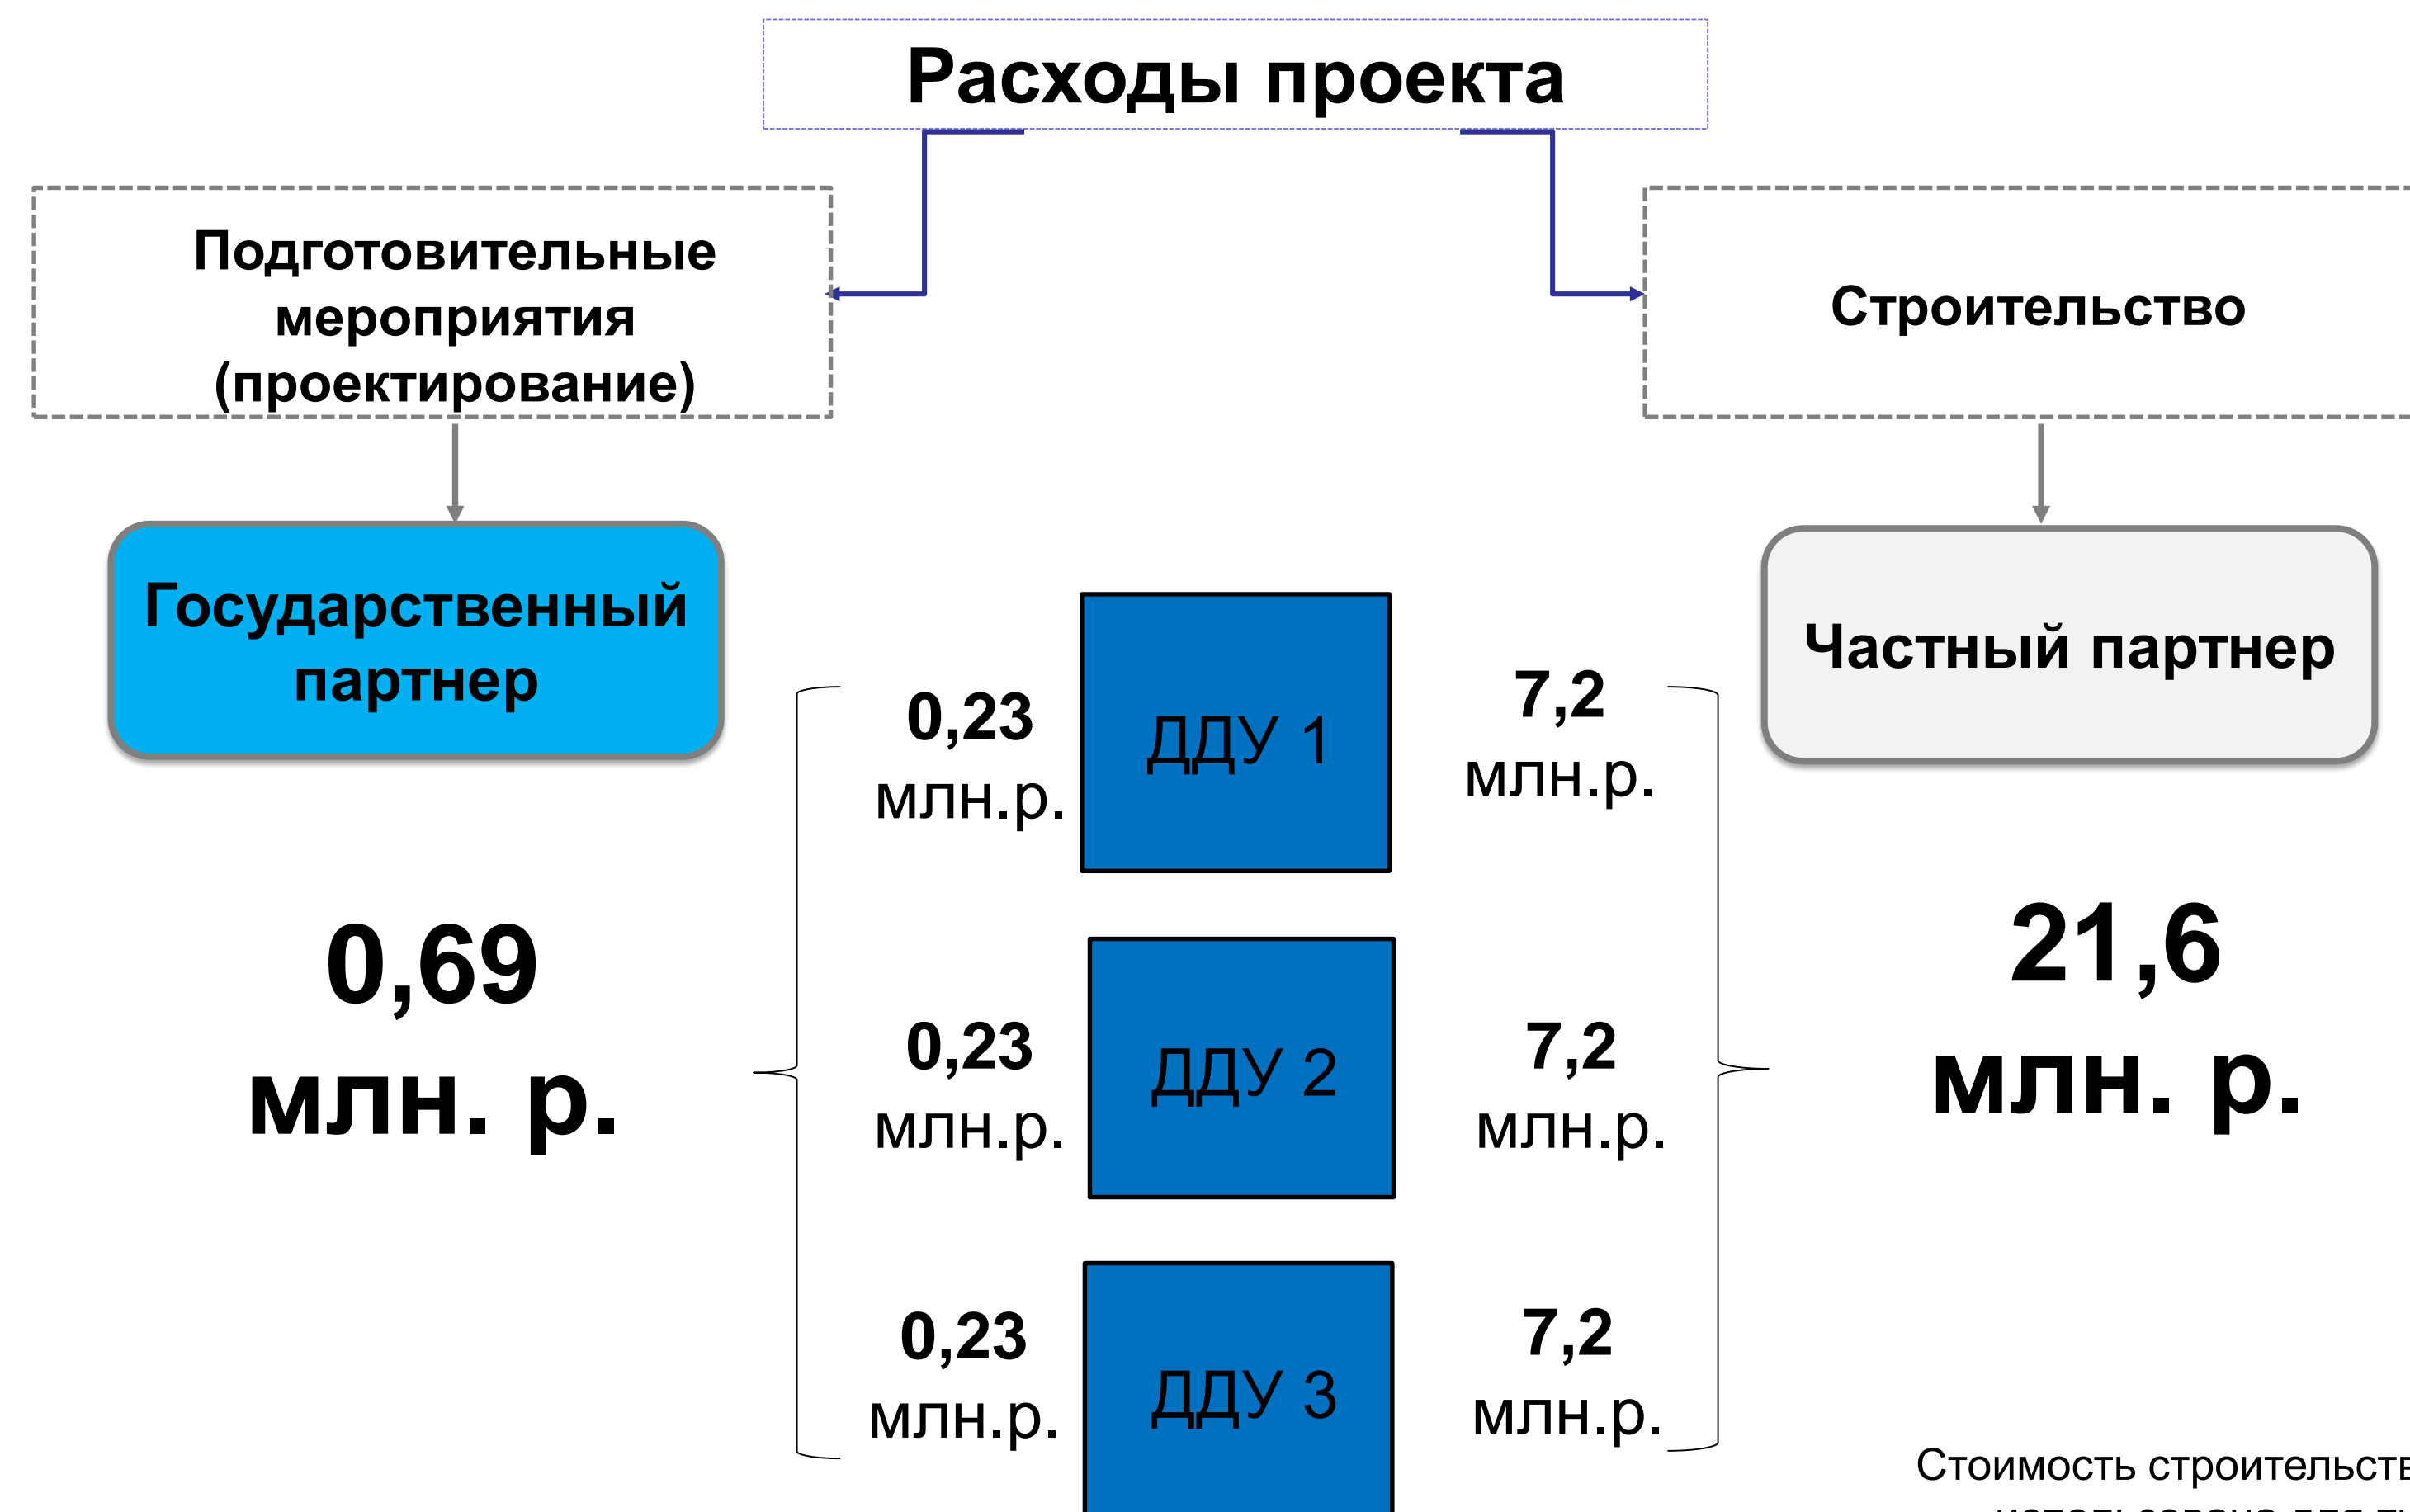 Расходы проекта
Подготовительные
мероприятия
(проектирование)
Строительство
Государственный
партнер
Частный партнер
0,23
млн.р.
ДДУ 1
7,2
млн.р.
0,69
млн. р.
21,6
млн. р.
0,23
млн.р.
ДДУ 2
7,2
млн.р.
0,23
млн.р.
ДДУ 3
7,2
млн.р.
Стоимость